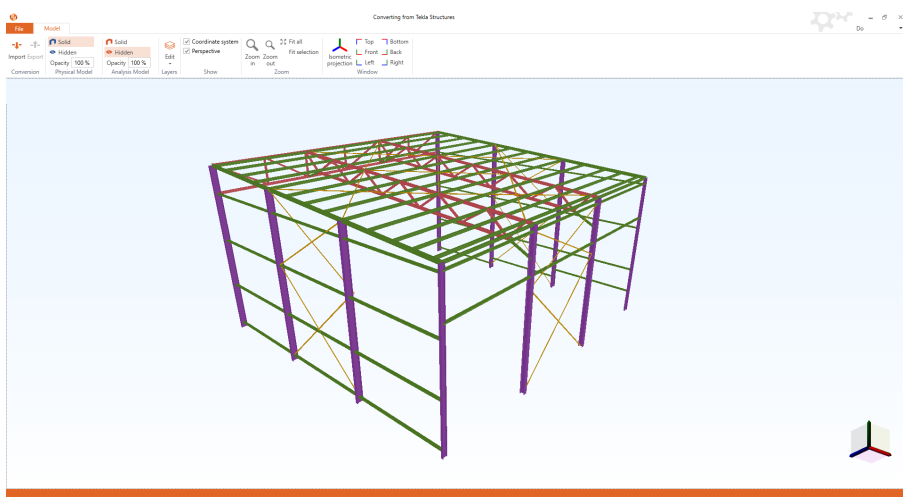 Converting from Tekla Structures
File Model
Do
Solid Solid Coordinate system Fit all Top Bottom
Hidden Hidden Perspective Fit selection Front Back
Import Export Opacity 100 % Opacity 100 % Edit Zoom in Zoom out Isometric projection Left Right
Conversion Physical Model Analysis Model Layers Show Zoom Window